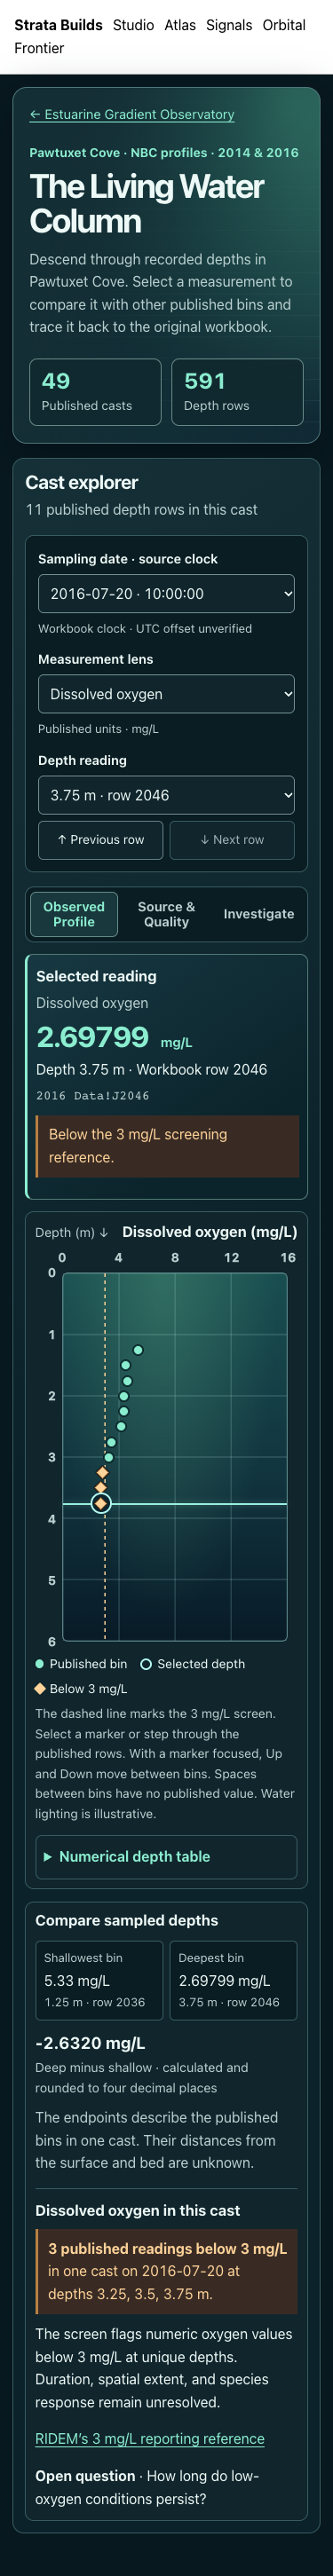 Strata Builds Studio Atlas Signals Orbital
Frontier
← Estuarine Gradient Observatory
Pawtuxet Cove · NBC profiles · 2014 & 2016
The Living Water
Column
Descend through recorded depths in
Pawtuxet Cove. Select a measurement to
compare it with other published bins and
trace it back to the original workbook.
49
Published casts
591
Depth rows
Cast explorer
11 published depth rows in this cast
Sampling date · source clock
2016-07-20 · 10:00:00
Workbook clock · UTC offset unverified
Measurement lens
Dissolved oxygen
Published units · mg/L
Depth reading
3.75 m · row 2046
↑ Previous row
↓ Next row
Observed
Profile
Source &
Quality
Investigate
Selected reading
Dissolved oxygen
2.69799 mg/L
Depth 3.75 m · Workbook row 2046
2016 Data!J2046
Below the 3 mg/L screening
reference.
Depth (m) ↓ Dissolved oxygen (mg/L)
0 4 8 12 16
0
1
2
3
4
5
6
Published bin Selected depth
Below 3 mg/L
The dashed line marks the 3 mg/L screen.
Select a marker or step through the
published rows. With a marker focused, Up
and Down move between bins. Spaces
between bins have no published value. Water
lighting is illustrative.
▶ Numerical depth table
Compare sampled depths
Shallowest bin
5.33 mg/L
1.25 m · row 2036
Deepest bin
2.69799 mg/L
3.75 m · row 2046
-2.6320 mg/L
Deep minus shallow · calculated and
rounded to four decimal places
The endpoints describe the published
bins in one cast. Their distances from
the surface and bed are unknown.
Dissolved oxygen in this cast
3 published readings below 3 mg/L
in one cast on 2016-07-20 at
depths 3.25, 3.5, 3.75 m.
The screen flags numeric oxygen values
below 3 mg/L at unique depths.
Duration, spatial extent, and species
response remain unresolved.
RIDEM's 3 mg/L reporting reference
Open question · How long do low-
oxygen conditions persist?